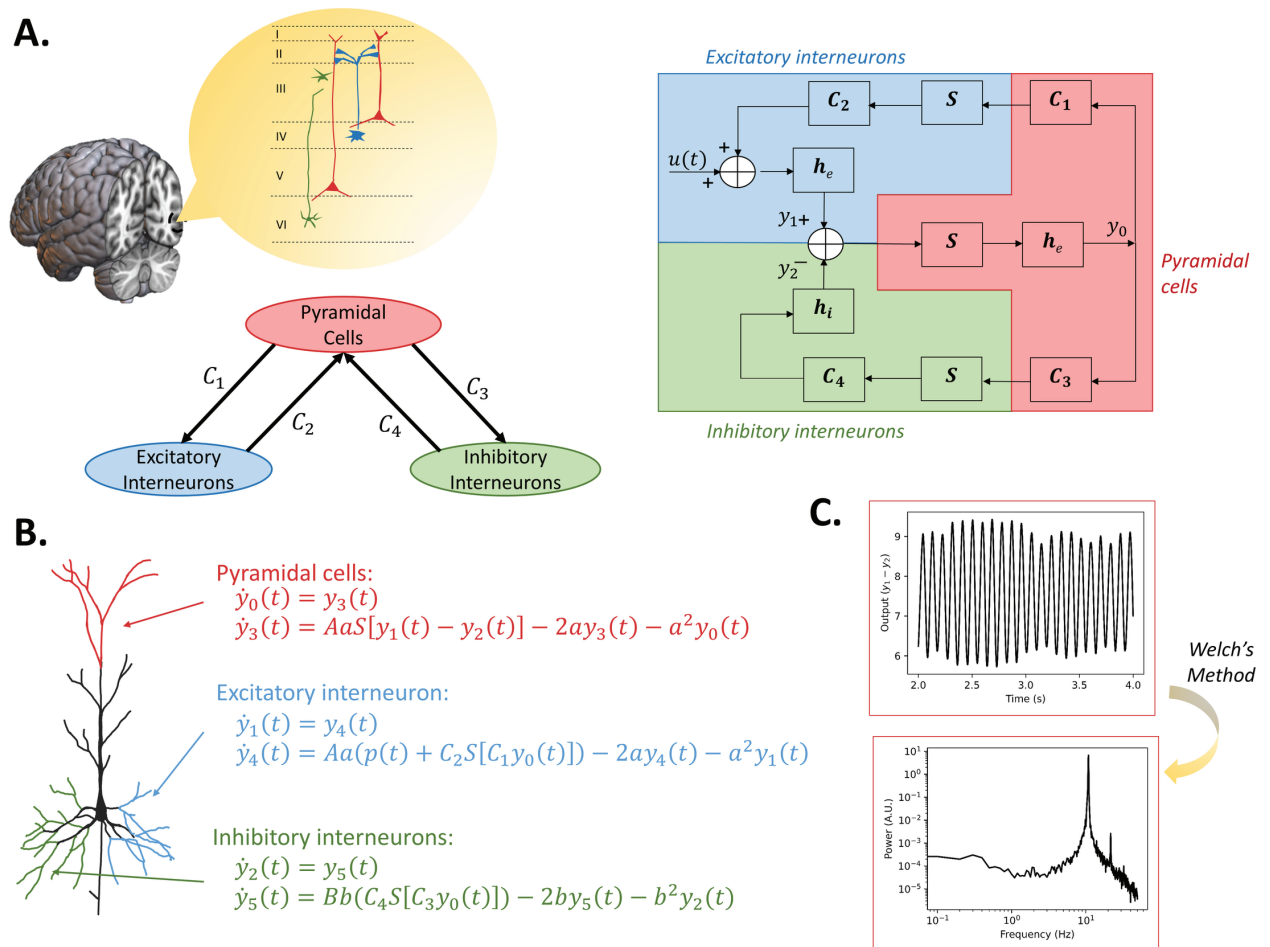 A.
I
II
III
IV
V
VI
Pyramidal
Cells
C₁
C₂
C₄
C₃
Excitatory
Interneurons
Inhibitory
Interneurons
Excitatory interneurons
C₂
S
C₁
u(t)
+
+
hₑ
y₁+
S
hₑ
y₀
y₂−
hᵢ
Pyramidal
cells
C₄
S
C₃
Inhibitory interneurons
B.
Pyramidal cells:
ẏ₀(t) = y₃(t)
ẏ₃(t) = AaS[y₁(t) − y₂(t)] − 2ay₃(t) − a²y₀(t)
Excitatory interneuron:
ẏ₁(t) = y₄(t)
ẏ₄(t) = Aa(p(t) + C₂S[C₁y₀(t)]) − 2ay₄(t) − a²y₁(t)
Inhibitory interneurons:
ẏ₂(t) = y₅(t)
ẏ₅(t) = Bb(C₄S[C₃y₀(t)]) − 2by₅(t) − b²y₂(t)
C.
Output (y₁ − y₂)
9
8
7
6
2.0 2.5 3.0 3.5 4.0
Time (s)
Welch's
Method
Power (A.U.)
10¹
10⁰
10⁻¹
10⁻²
10⁻³
10⁻⁴
10⁻⁵
10⁻¹ 10⁰ 10¹
Frequency (Hz)